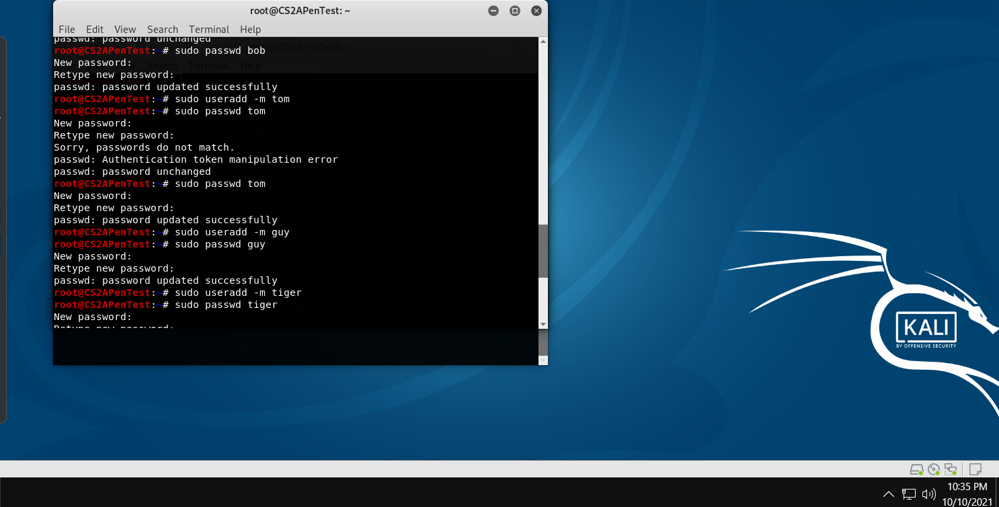 root@CS2APenTest: ~
File Edit View Search Terminal Help
passwd: password unchanged
root@CS2APenTest:~# sudo passwd bob
New password:
Retype new password:
passwd: password updated successfully
root@CS2APenTest:~# sudo useradd -m tom
root@CS2APenTest:~# sudo passwd tom
New password:
Retype new password:
Sorry, passwords do not match.
passwd: Authentication token manipulation error
passwd: password unchanged
root@CS2APenTest:~# sudo passwd tom
New password:
Retype new password:
passwd: password updated successfully
root@CS2APenTest:~# sudo useradd -m guy
root@CS2APenTest:~# sudo passwd guy
New password:
Retype new password:
passwd: password updated successfully
root@CS2APenTest:~# sudo useradd -m tiger
root@CS2APenTest:~# sudo passwd tiger
New password:
Retype new password:
KALI
BY OFFENSIVE SECURITY
10:35 PM
10/10/2021